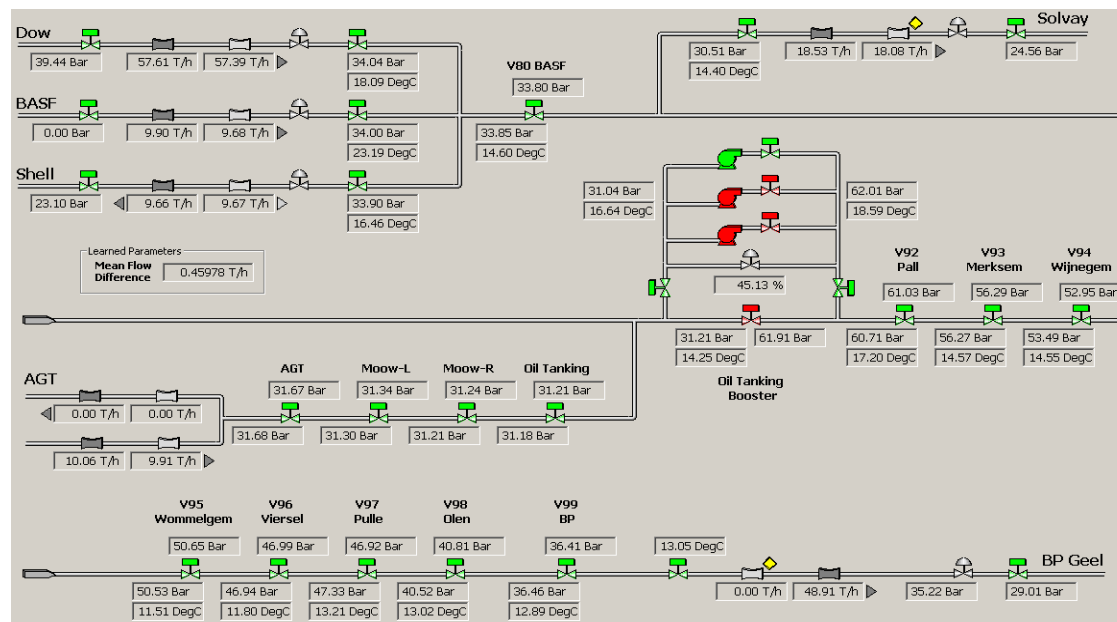 Dow
39.44 Bar
57.61 T/h
57.39 T/h
34.04 Bar
18.09 DegC
V80 BASF
33.80 Bar
30.51 Bar
14.40 DegC
18.53 T/h
18.08 T/h
Solvay
24.56 Bar
BASF
0.00 Bar
9.90 T/h
9.68 T/h
34.00 Bar
23.19 DegC
33.85 Bar
14.60 DegC
Shell
23.10 Bar
9.66 T/h
9.67 T/h
33.90 Bar
16.46 DegC
31.04 Bar
16.64 DegC
62.01 Bar
18.59 DegC
Learned Parameters
Mean Flow
Difference
0.45978 T/h
45.13 %
V92
Pall
61.03 Bar
V93
Merksem
56.29 Bar
V94
Wijnegem
52.95 Bar
31.21 Bar
14.25 DegC
61.91 Bar
60.71 Bar
17.20 DegC
56.27 Bar
14.57 DegC
53.49 Bar
14.55 DegC
Oil Tanking
Booster
AGT
0.00 T/h
0.00 T/h
10.06 T/h
9.91 T/h
AGT
31.67 Bar
31.68 Bar
Moow-L
31.34 Bar
31.30 Bar
Moow-R
31.24 Bar
31.21 Bar
Oil Tanking
31.21 Bar
31.18 Bar
V95
Wommelgem
50.65 Bar
50.53 Bar
11.51 DegC
V96
Viersel
46.99 Bar
46.94 Bar
11.80 DegC
V97
Pulle
46.92 Bar
47.33 Bar
13.21 DegC
V98
Olen
40.81 Bar
40.52 Bar
13.02 DegC
V99
BP
36.41 Bar
36.46 Bar
12.89 DegC
13.05 DegC
0.00 T/h
48.91 T/h
35.22 Bar
BP Geel
29.01 Bar